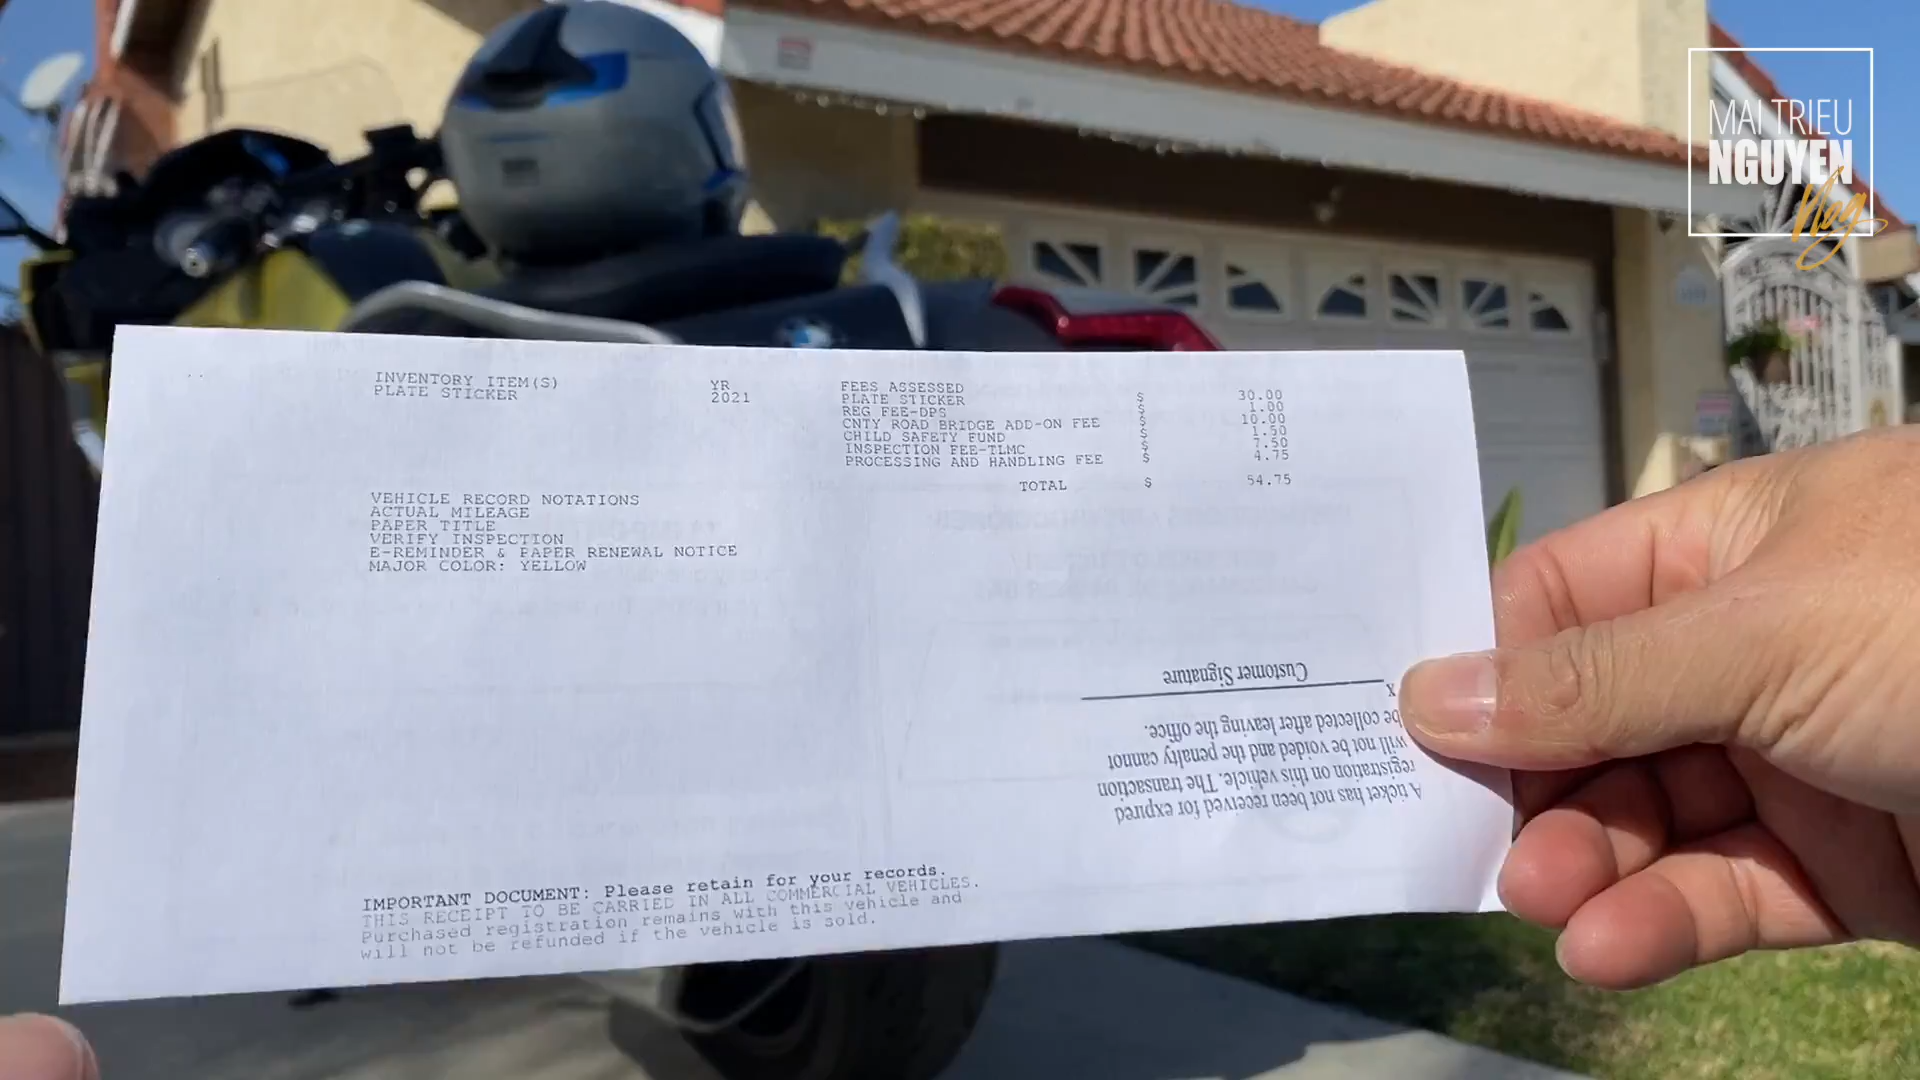 MAI TRIEU
NGUYEN
Vlog
INVENTORY ITEM(S) YR
PLATE STICKER 2021
FEES ASSESSED
PLATE STICKER $ 30.00
REG FEE-DPS $ 1.00
CNTY ROAD BRIDGE ADD-ON FEE $ 10.00
CHILD SAFETY FUND $ 1.50
INSPECTION FEE-TLMC $ 7.50
PROCESSING AND HANDLING FEE $ 4.75
TOTAL $ 54.75
VEHICLE RECORD NOTATIONS
ACTUAL MILEAGE
PAPER TITLE
VERIFY INSPECTION
E-REMINDER & PAPER RENEWAL NOTICE
MAJOR COLOR: YELLOW
A ticket has not been received for expired
registration on this vehicle. The transaction
will not be voided and the penalty cannot
be collected after leaving the office.
X
Customer Signature
IMPORTANT DOCUMENT: Please retain for your records.
THIS RECEIPT TO BE CARRIED IN ALL COMMERCIAL VEHICLES.
Purchased registration remains with this vehicle and
will not be refunded if the vehicle is sold.